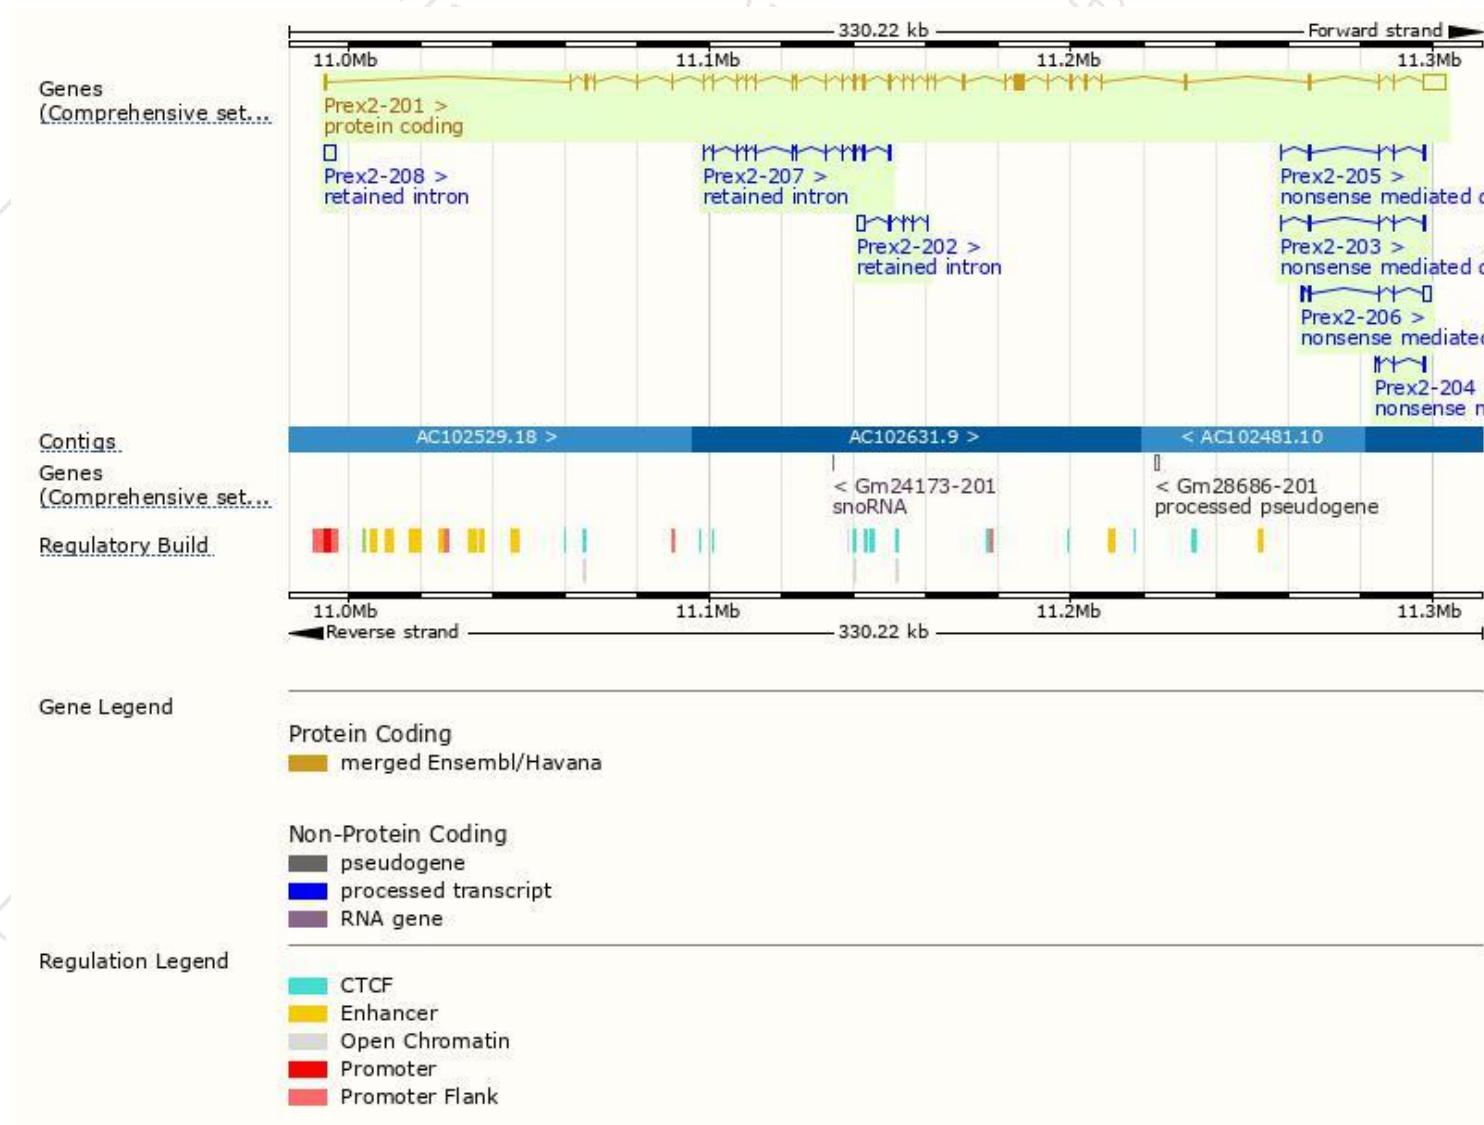 330.22 kb Forward strand
11.0Mb 11.1Mb 11.2Mb 11.3Mb
Genes
(Comprehensive set...
Prex2-201 >
protein coding
Prex2-208 > Prex2-207 > Prex2-205 >
retained intron retained intron nonsense mediated
Prex2-202 > Prex2-203 >
retained intron nonsense mediated
Prex2-206 >
nonsense mediated
Prex2-204
nonsense
Contigs AC102529.18 > AC102631.9 > < AC102481.10
Genes
(Comprehensive set...
< Gm24173-201 < Gm28686-201
snoRNA processed pseudogene
Regulatory Build
11.0Mb 11.1Mb 11.2Mb 11.3Mb
Reverse strand 330.22 kb
Gene Legend
Protein Coding
merged Ensembl/Havana
Non-Protein Coding
pseudogene
processed transcript
RNA gene
Regulation Legend
CTCF
Enhancer
Open Chromatin
Promoter
Promoter Flank